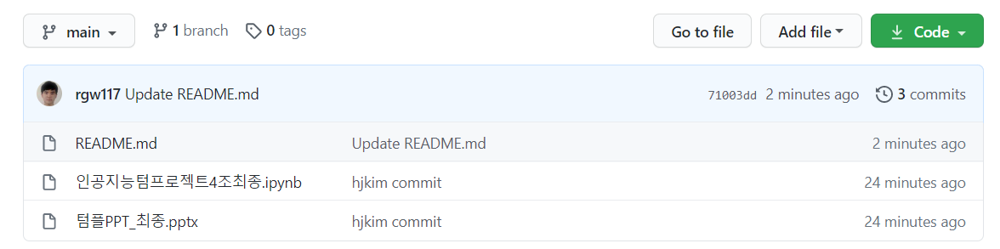 main 1 branch 0 tags Go to file Add file Code
rgw117 Update README.md 71003dd 2 minutes ago 3 commits
README.md Update README.md 2 minutes ago
인공지능텀프로젝트4조최종.ipynb hjkim commit 24 minutes ago
텀플PPT_최종.pptx hjkim commit 24 minutes ago